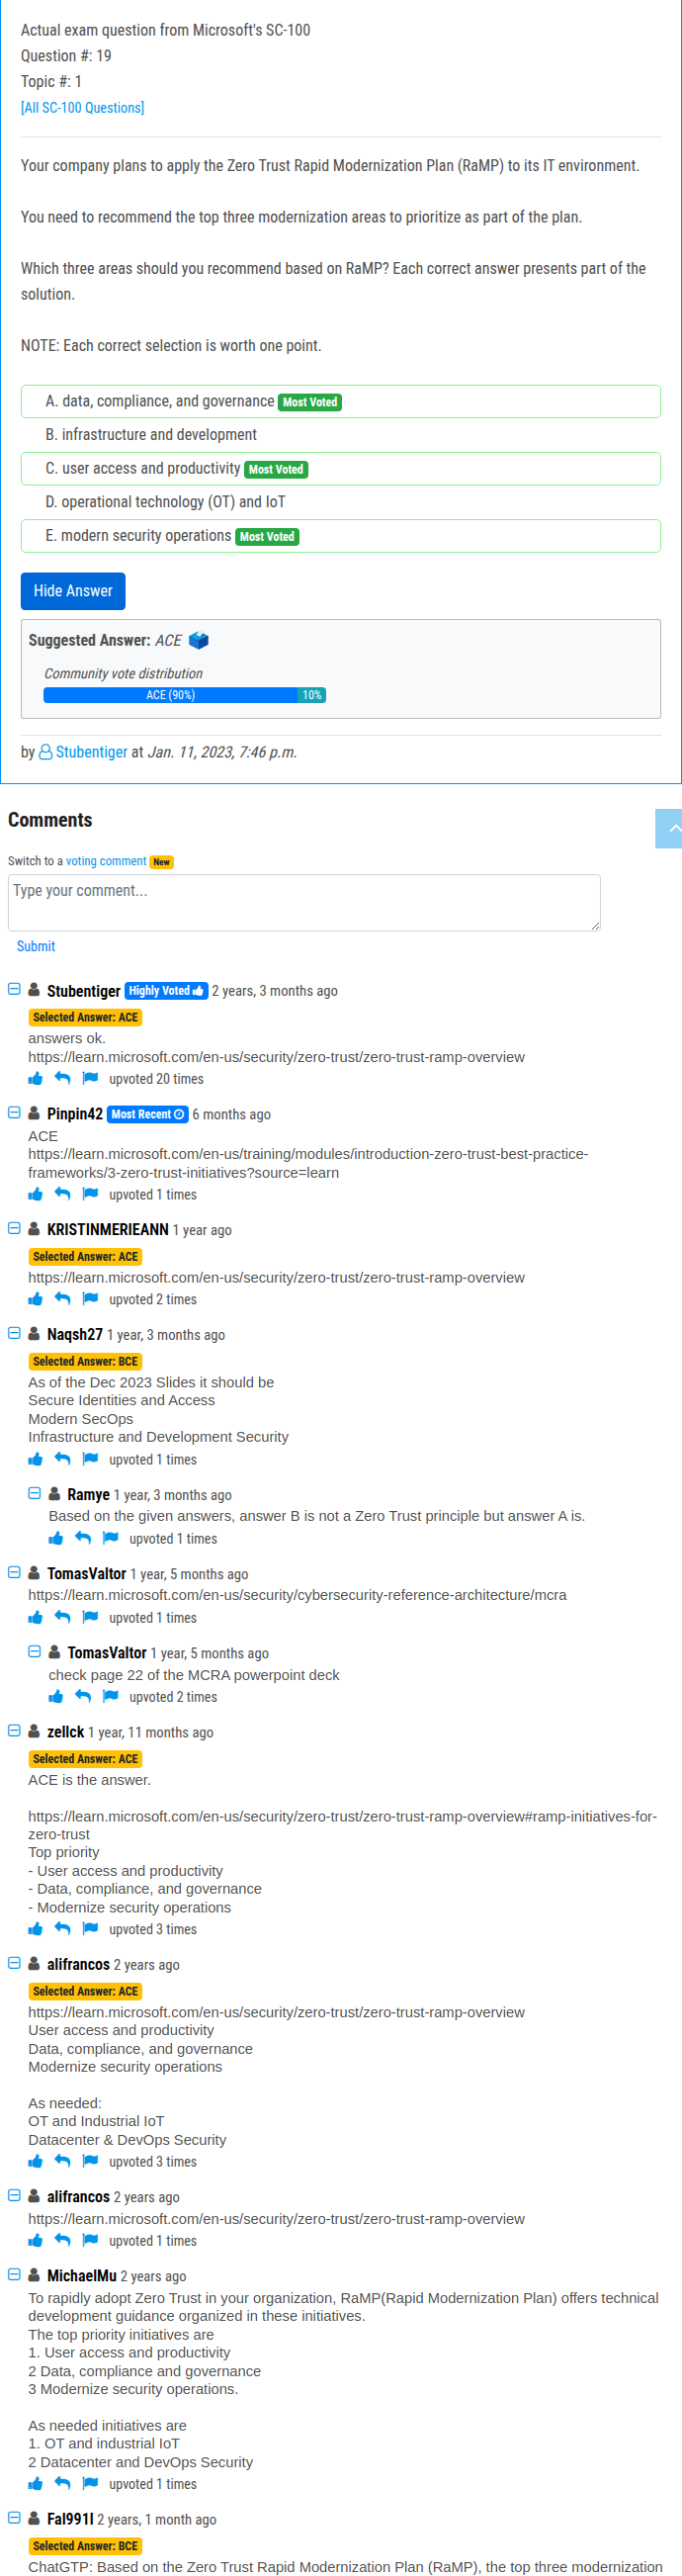 Actual exam question from Microsoft's SC-100
Question #: 19
Topic #: 1
[All SC-100 Questions]
Your company plans to apply the Zero Trust Rapid Modernization Plan (RaMP) to its IT environment.
You need to recommend the top three modernization areas to prioritize as part of the plan.
Which three areas should you recommend based on RaMP? Each correct answer presents part of the
solution.
NOTE: Each correct selection is worth one point.
A. data, compliance, and governance Most Voted
B. infrastructure and development
C. user access and productivity Most Voted
D. operational technology (OT) and IoT
E. modern security operations Most Voted
Hide Answer
Suggested Answer: ACE
Community vote distribution
ACE (90%) 10%
by Stubentiger at Jan. 11, 2023, 7:46 p.m.
Comments
Switch to a voting comment New
Type your comment...
Submit
Stubentiger Highly Voted 2 years, 3 months ago
Selected Answer: ACE
answers ok.
https://learn.microsoft.com/en-us/security/zero-trust/zero-trust-ramp-overview
upvoted 20 times
Pinpin42 Most Recent 6 months ago
ACE
https://learn.microsoft.com/en-us/training/modules/introduction-zero-trust-best-practice-
frameworks/3-zero-trust-initiatives?source=learn
upvoted 1 times
KRISTINMERIEANN 1 year ago
Selected Answer: ACE
https://learn.microsoft.com/en-us/security/zero-trust/zero-trust-ramp-overview
upvoted 2 times
Naqsh27 1 year, 3 months ago
Selected Answer: BCE
As of the Dec 2023 Slides it should be
Secure Identities and Access
Modern SecOps
Infrastructure and Development Security
upvoted 1 times
Ramye 1 year, 3 months ago
Based on the given answers, answer B is not a Zero Trust principle but answer A is.
upvoted 1 times
TomasValtor 1 year, 5 months ago
https://learn.microsoft.com/en-us/security/cybersecurity-reference-architecture/mcra
upvoted 1 times
TomasValtor 1 year, 5 months ago
check page 22 of the MCRA powerpoint deck
upvoted 2 times
zellck 1 year, 11 months ago
Selected Answer: ACE
ACE is the answer.
https://learn.microsoft.com/en-us/security/zero-trust/zero-trust-ramp-overview#ramp-initiatives-for-
zero-trust
Top priority
- User access and productivity
- Data, compliance, and governance
- Modernize security operations
upvoted 3 times
alifrancos 2 years ago
Selected Answer: ACE
https://learn.microsoft.com/en-us/security/zero-trust/zero-trust-ramp-overview
User access and productivity
Data, compliance, and governance
Modernize security operations
As needed:
OT and Industrial IoT
Datacenter & DevOps Security
upvoted 3 times
alifrancos 2 years ago
https://learn.microsoft.com/en-us/security/zero-trust/zero-trust-ramp-overview
upvoted 1 times
MichaelMu 2 years ago
To rapidly adopt Zero Trust in your organization, RaMP(Rapid Modernization Plan) offers technical
development guidance organized in these initiatives.
The top priority initiatives are
1. User access and productivity
2 Data, compliance and governance
3 Modernize security operations.
As needed initiatives are
1. OT and industrial IoT
2 Datacenter and DevOps Security
upvoted 1 times
Fal991l 2 years, 1 month ago
Selected Answer: BCE
ChatGTP: Based on the Zero Trust Rapid Modernization Plan (RaMP), the top three modernization